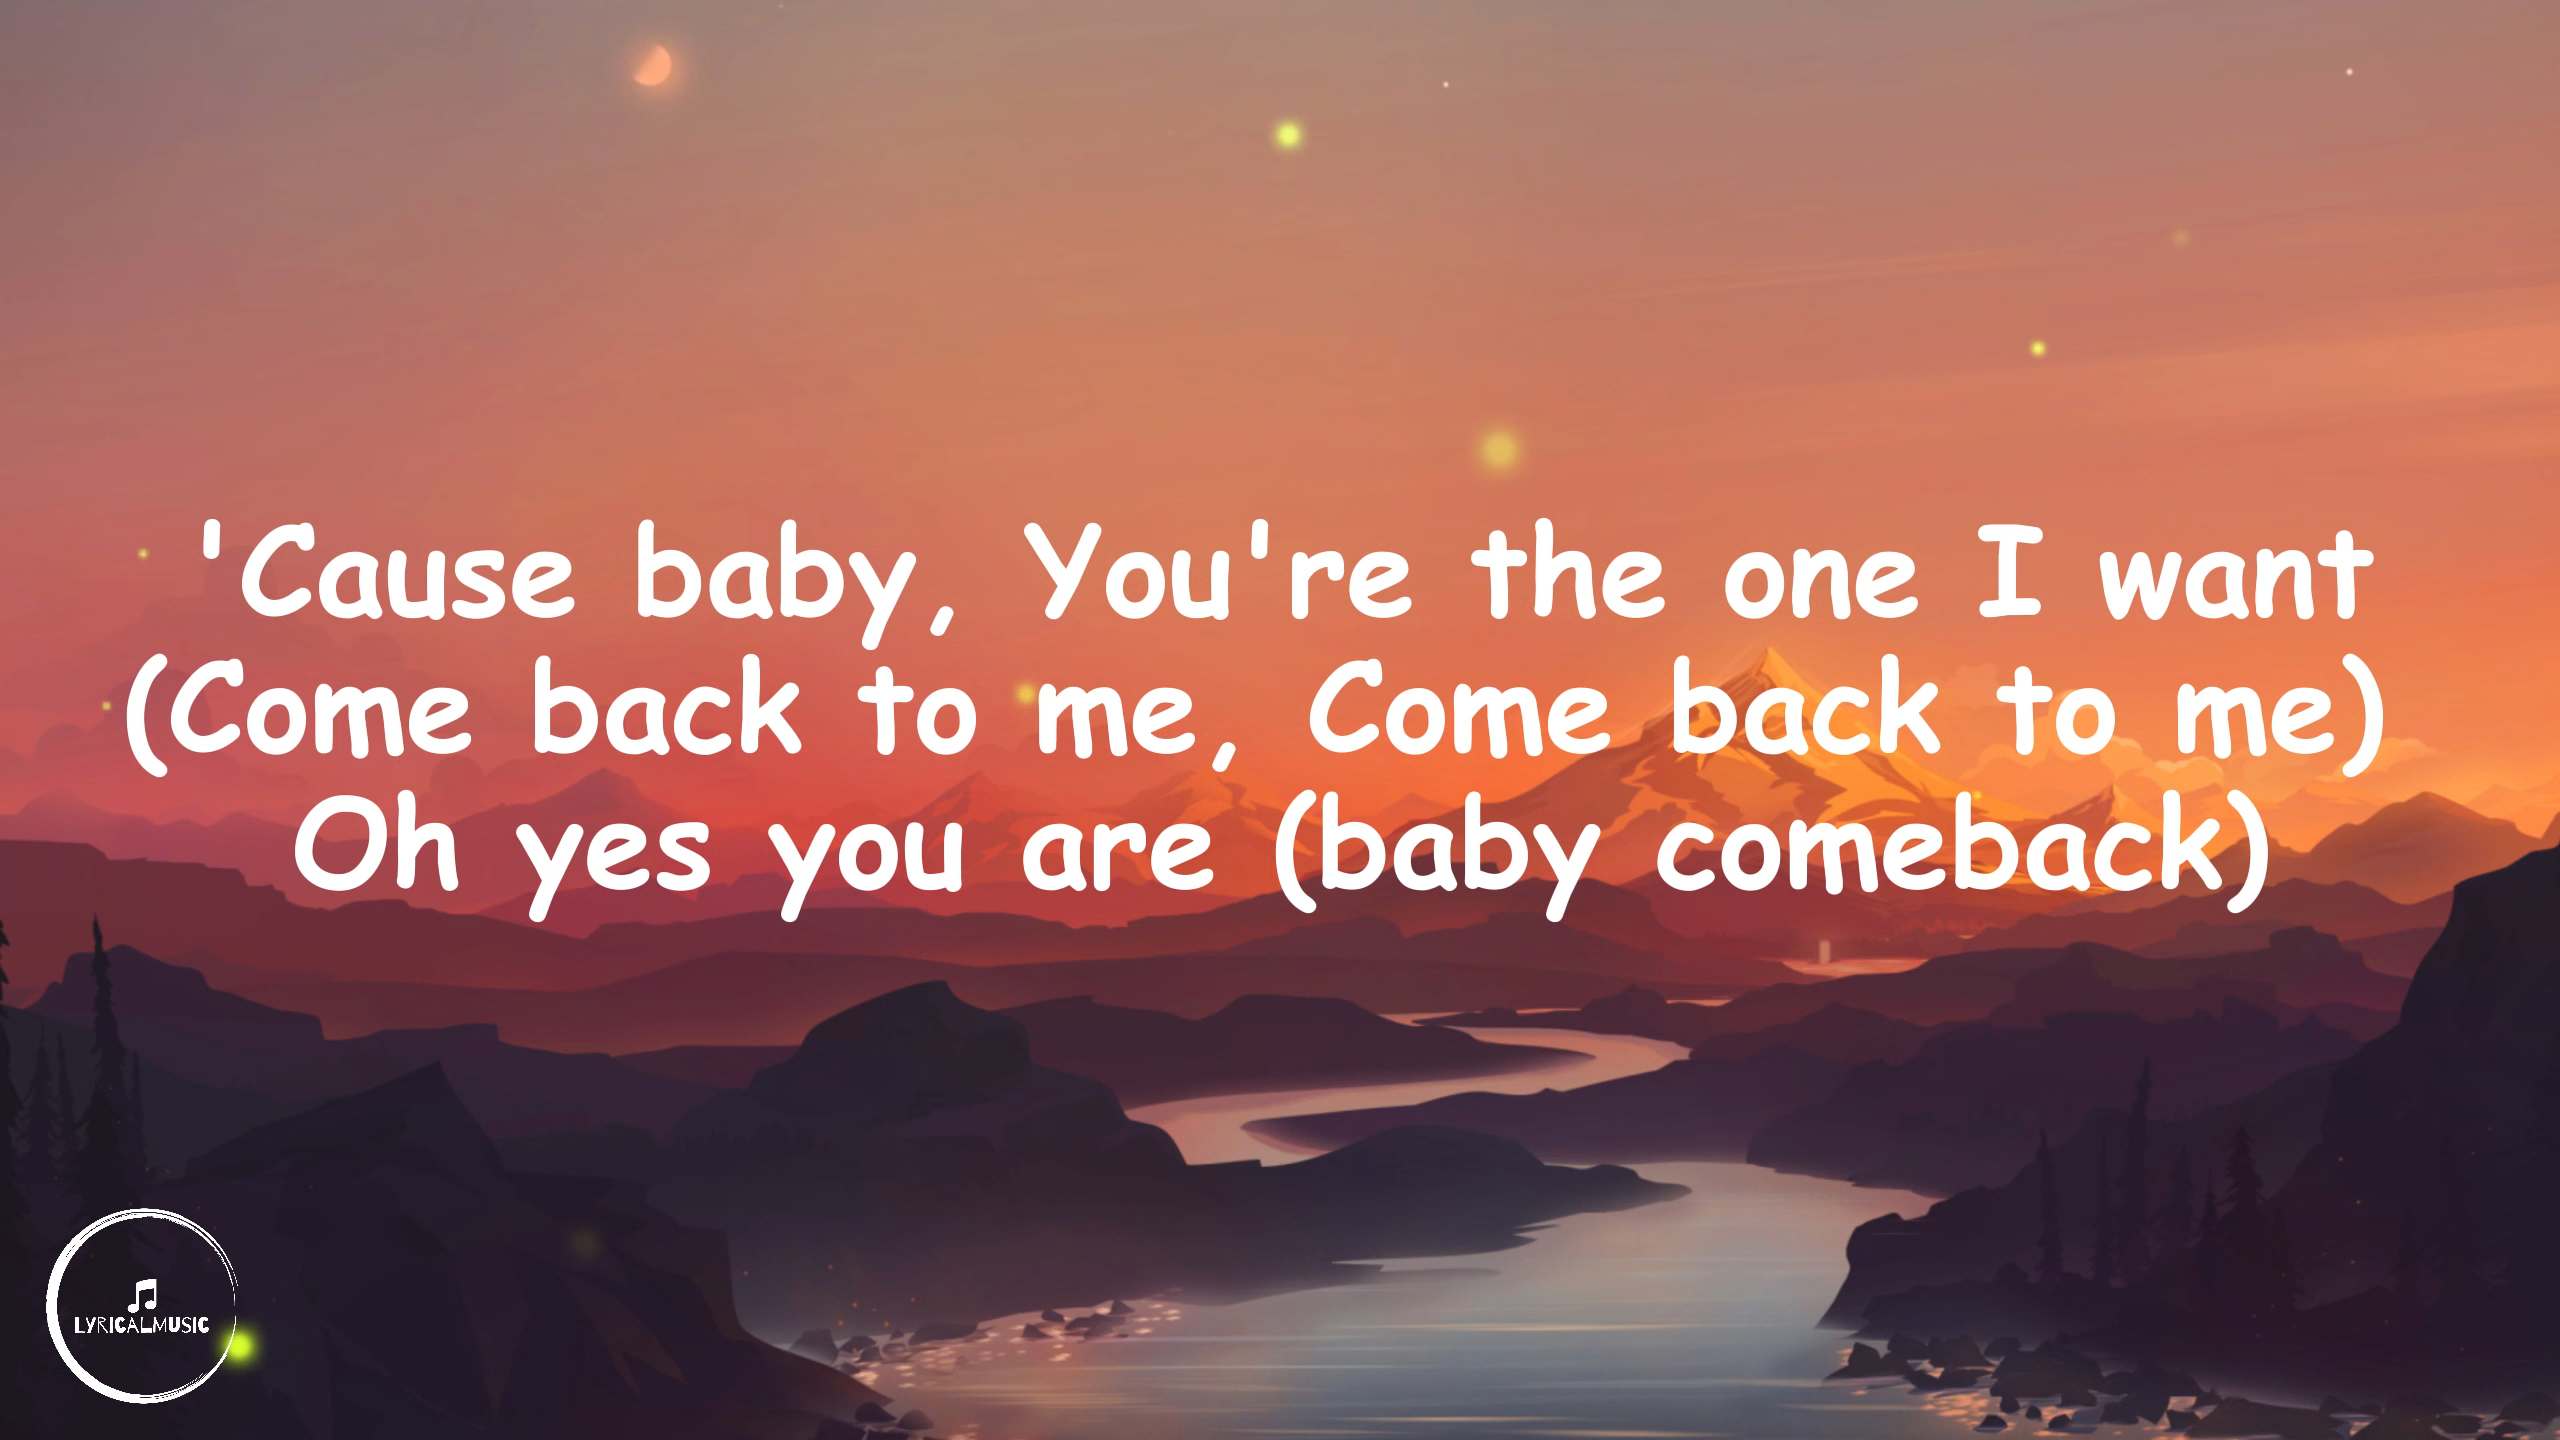 'Cause baby, You're the one I want
(Come back to me, Come back to me)
Oh yes you are (baby comeback)
LYRICALMUSIC